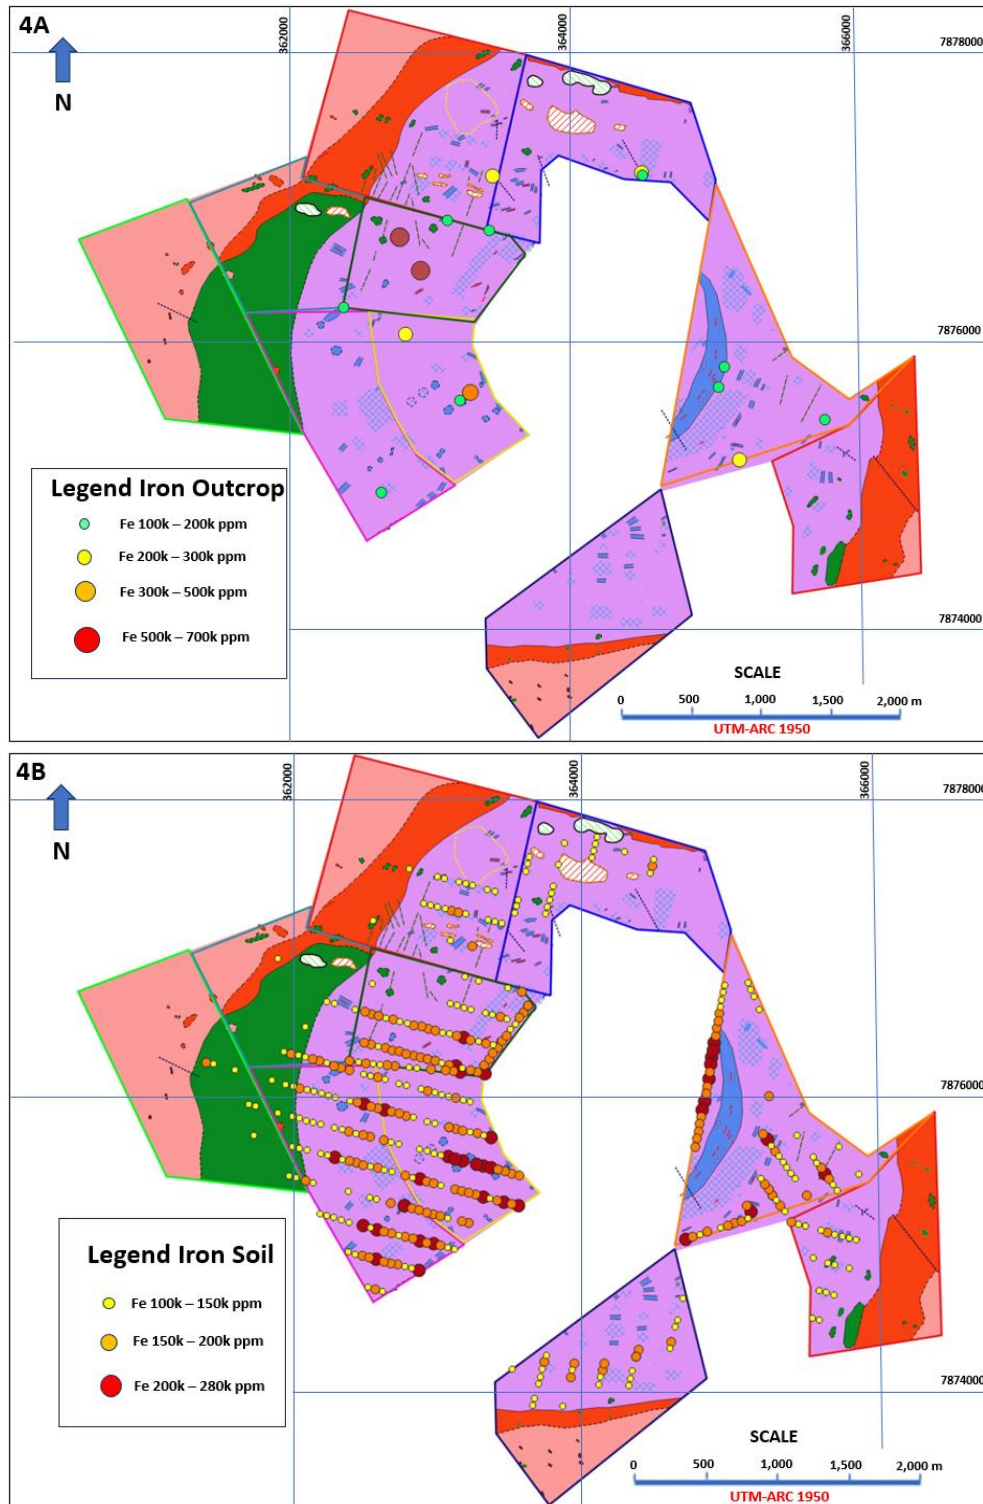 4A
362000
364000
366000
7878000
N
7876000
Legend Iron Outcrop
Fe 100k – 200k ppm
Fe 200k – 300k ppm
Fe 300k – 500k ppm
Fe 500k – 700k ppm
7874000
SCALE
0 500 1,000 1,500 2,000 m
UTM-ARC 1950
4B
362000
364000
366000
7878000
N
7876000
Legend Iron Soil
Fe 100k – 150k ppm
Fe 150k – 200k ppm
Fe 200k – 280k ppm
7874000
SCALE
0 500 1,000 1,500 2,000 m
UTM-ARC 1950